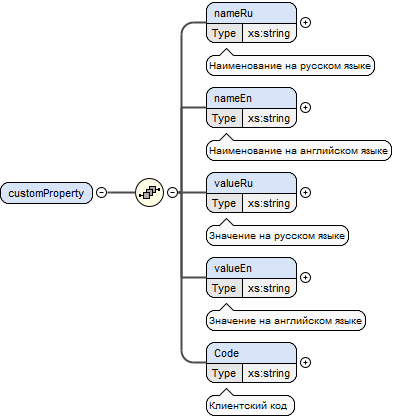 nameRu
Type xs:string
Наименование на русском языке
nameEn
Type xs:string
Наименование на английском языке
customProperty
valueRu
Type xs:string
Значение на русском языке
valueEn
Type xs:string
Значение на английском языке
Code
Type xs:string
Клиентский код